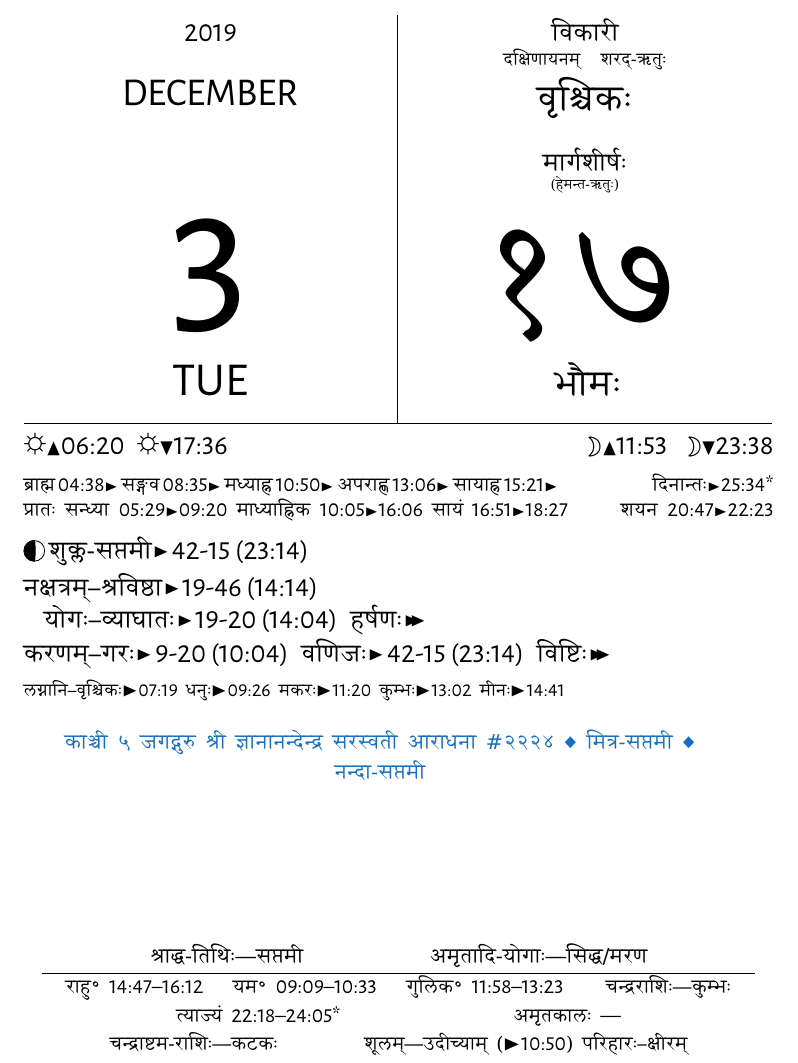 2019
DECEMBER
3
TUE
विकारी
दक्षिणायनम् शरद्-ऋतुः
वृश्चिकः
मार्गशीर्षः
(हेमन्त-ऋतुः)
१७
भौमः
☼▲06:20 ☼▼17:36 ☽▲11:53 ☽▼23:38
ब्राह्म 04:38► सङ्गव 08:35► मध्याह्न 10:50► अपराह्ण 13:06► सायाह्न 15:21► दिनान्तः►25:34*
प्रातः सन्ध्या 05:29►09:20 माध्याह्निक 10:05►16:06 सायं 16:51►18:27 शयन 20:47►22:23
◐ शुक्ल-सप्तमी►42-15 (23:14)
नक्षत्रम्–श्रविष्ठा►19-46 (14:14)
योगः–व्याघातः►19-20 (14:04) हर्षणः►►
करणम्–गरः►9-20 (10:04) वणिजः►42-15 (23:14) विष्टिः►►
लग्नानि–वृश्चिकः►07:19 धनुः►09:26 मकरः►11:20 कुम्भः►13:02 मीनः►14:41
काञ्ची ५ जगद्गुरु श्री ज्ञानानन्देन्द्र सरस्वती आराधना #२२२४ ◆ मित्र-सप्तमी ◆
नन्दा-सप्तमी
श्राद्ध-तिथिः—सप्तमी अमृतादि-योगाः—सिद्ध/मरण
राहु॰ 14:47–16:12 यम॰ 09:09–10:33 गुलिक॰ 11:58–13:23 चन्द्रराशिः—कुम्भः
त्याज्यं 22:18–24:05* अमृतकालः —
चन्द्राष्टम-राशिः—कटकः शूलम्—उदीच्याम् (►10:50) परिहारः–क्षीरम्